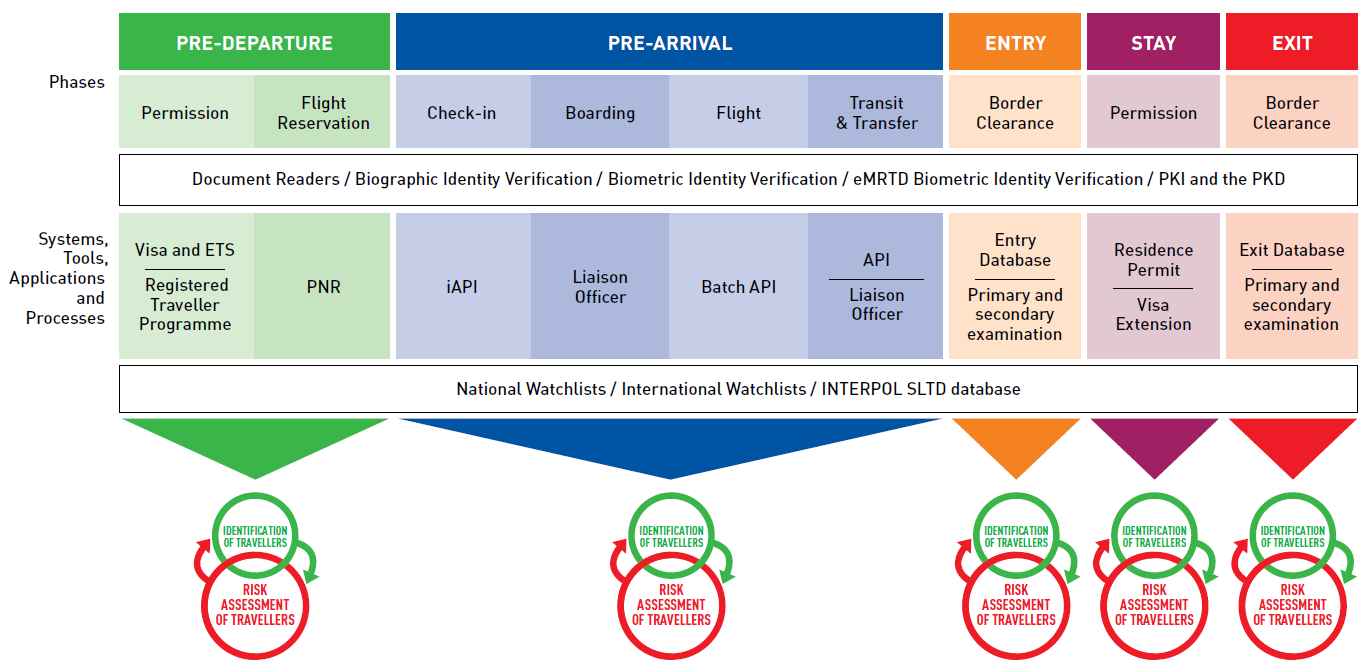 PRE-DEPARTURE
PRE-ARRIVAL
ENTRY
STAY
EXIT
Phases
Permission
Flight
Reservation
Check-in
Boarding
Flight
Transit
& Transfer
Border
Clearance
Permission
Border
Clearance
Document Readers / Biographic Identity Verification / Biometric Identity Verification / eMRTD Biometric Identity Verification / PKI and the PKD
Systems,
Tools,
Applications
and
Processes
Visa and ETS
Registered
Traveller
Programme
PNR
iAPI
Liaison
Officer
Batch API
API
Liaison
Officer
Entry
Database
Primary and
secondary
examination
Residence
Permit
Visa
Extension
Exit Database
Primary and
secondary
examination
National Watchlists / International Watchlists / INTERPOL SLTD database
IDENTIFICATION
OF TRAVELLERS
RISK
ASSESSMENT
OF TRAVELLERS
IDENTIFICATION
OF TRAVELLERS
RISK
ASSESSMENT
OF TRAVELLERS
IDENTIFICATION
OF TRAVELLERS
RISK
ASSESSMENT
OF TRAVELLERS
IDENTIFICATION
OF TRAVELLERS
RISK
ASSESSMENT
OF TRAVELLERS
IDENTIFICATION
OF TRAVELLERS
RISK
ASSESSMENT
OF TRAVELLERS